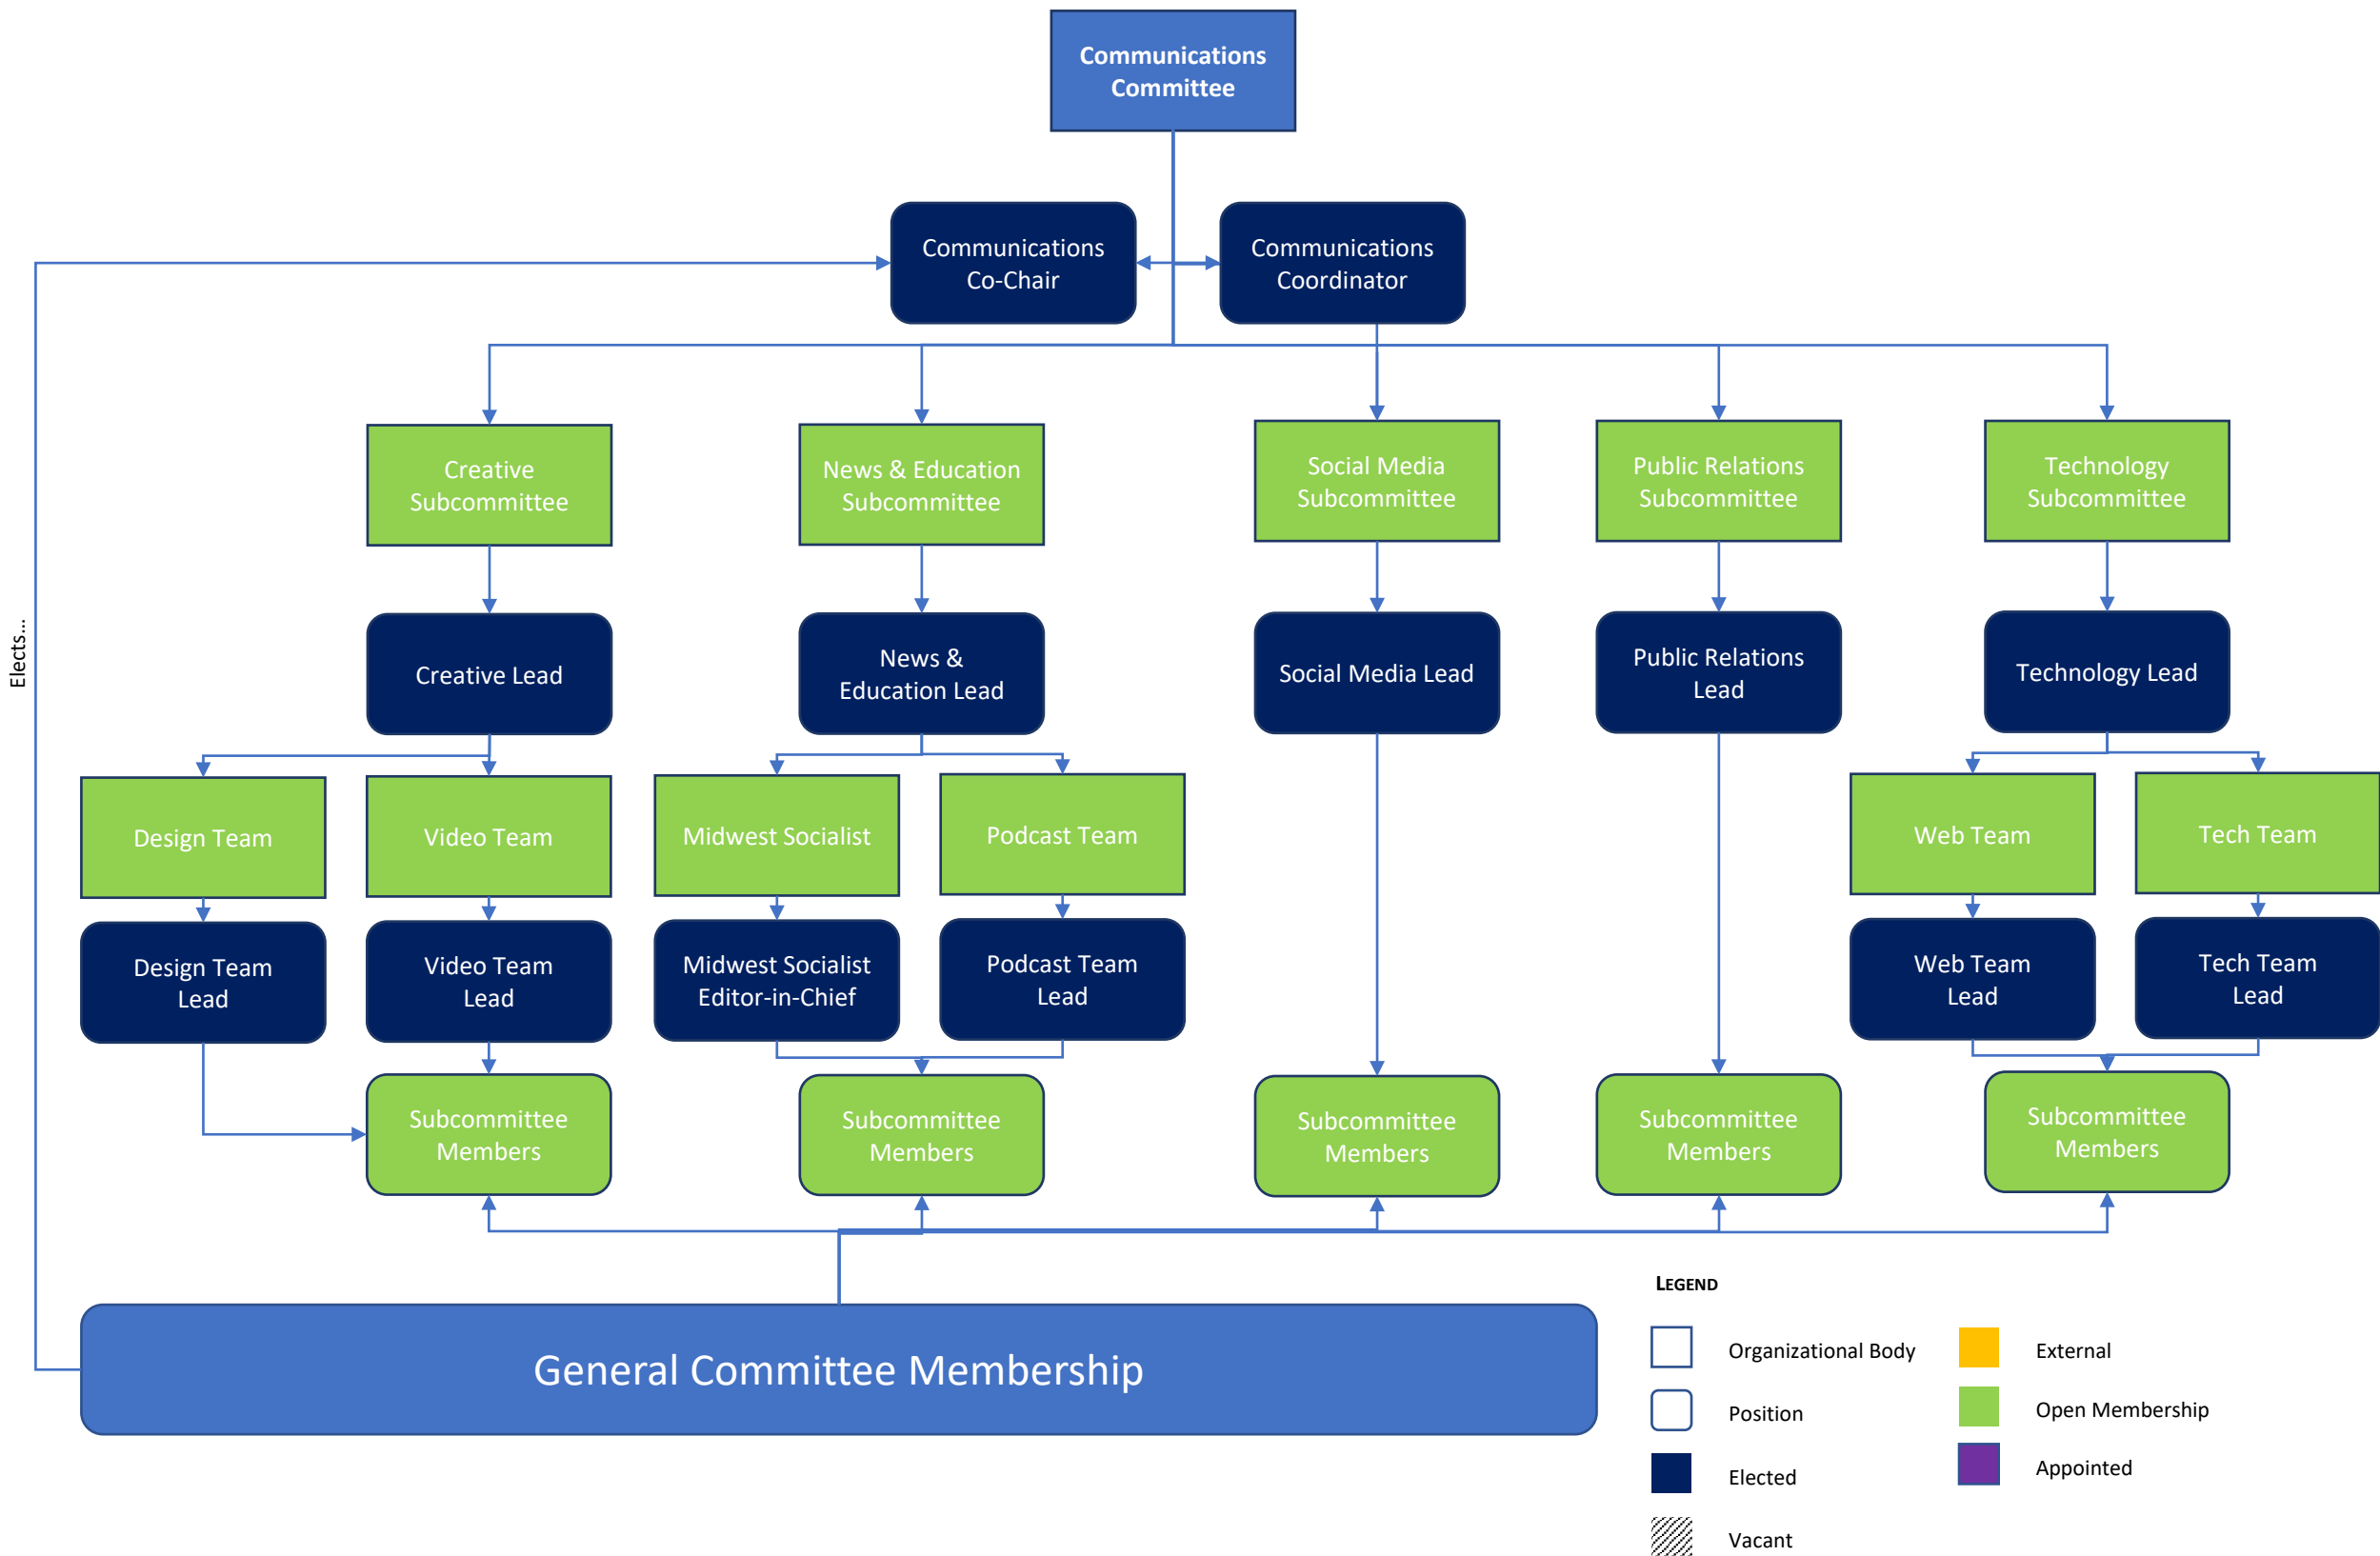 Communications
Committee
Communications
Co-Chair
Communications
Coordinator
Elects...
Creative
Subcommittee
News & Education
Subcommittee
Social Media
Subcommittee
Public Relations
Subcommittee
Technology
Subcommittee
Creative Lead
News &
Education Lead
Social Media Lead
Public Relations
Lead
Technology Lead
Design Team
Video Team
Midwest Socialist
Podcast Team
Web Team
Tech Team
Design Team
Lead
Video Team
Lead
Midwest Socialist
Editor-in-Chief
Podcast Team
Lead
Web Team
Lead
Tech Team
Lead
Subcommittee
Members
Subcommittee
Members
Subcommittee
Members
Subcommittee
Members
Subcommittee
Members
General Committee Membership
LEGEND
Organizational Body
External
Position
Open Membership
Elected
Appointed
Vacant